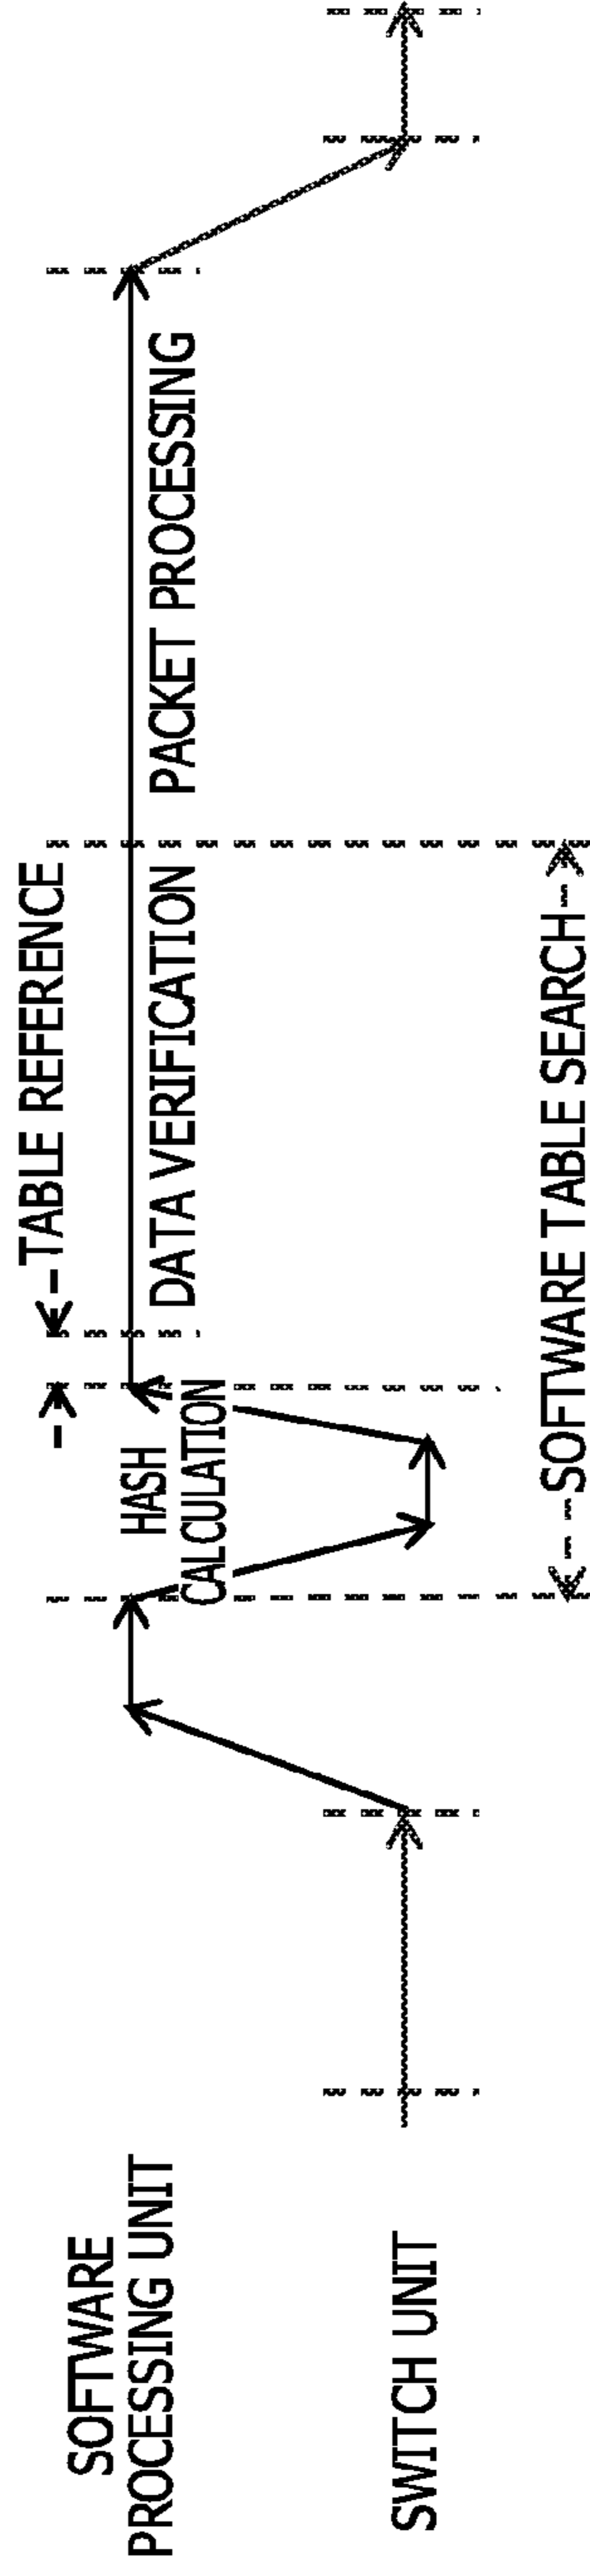 TABLE REFERENCE
SOFTWARE
PROCESSING UNIT
HASH
CALCULATION
DATA VERIFICATION
PACKET PROCESSING
SWITCH UNIT
SOFTWARE TABLE SEARCH